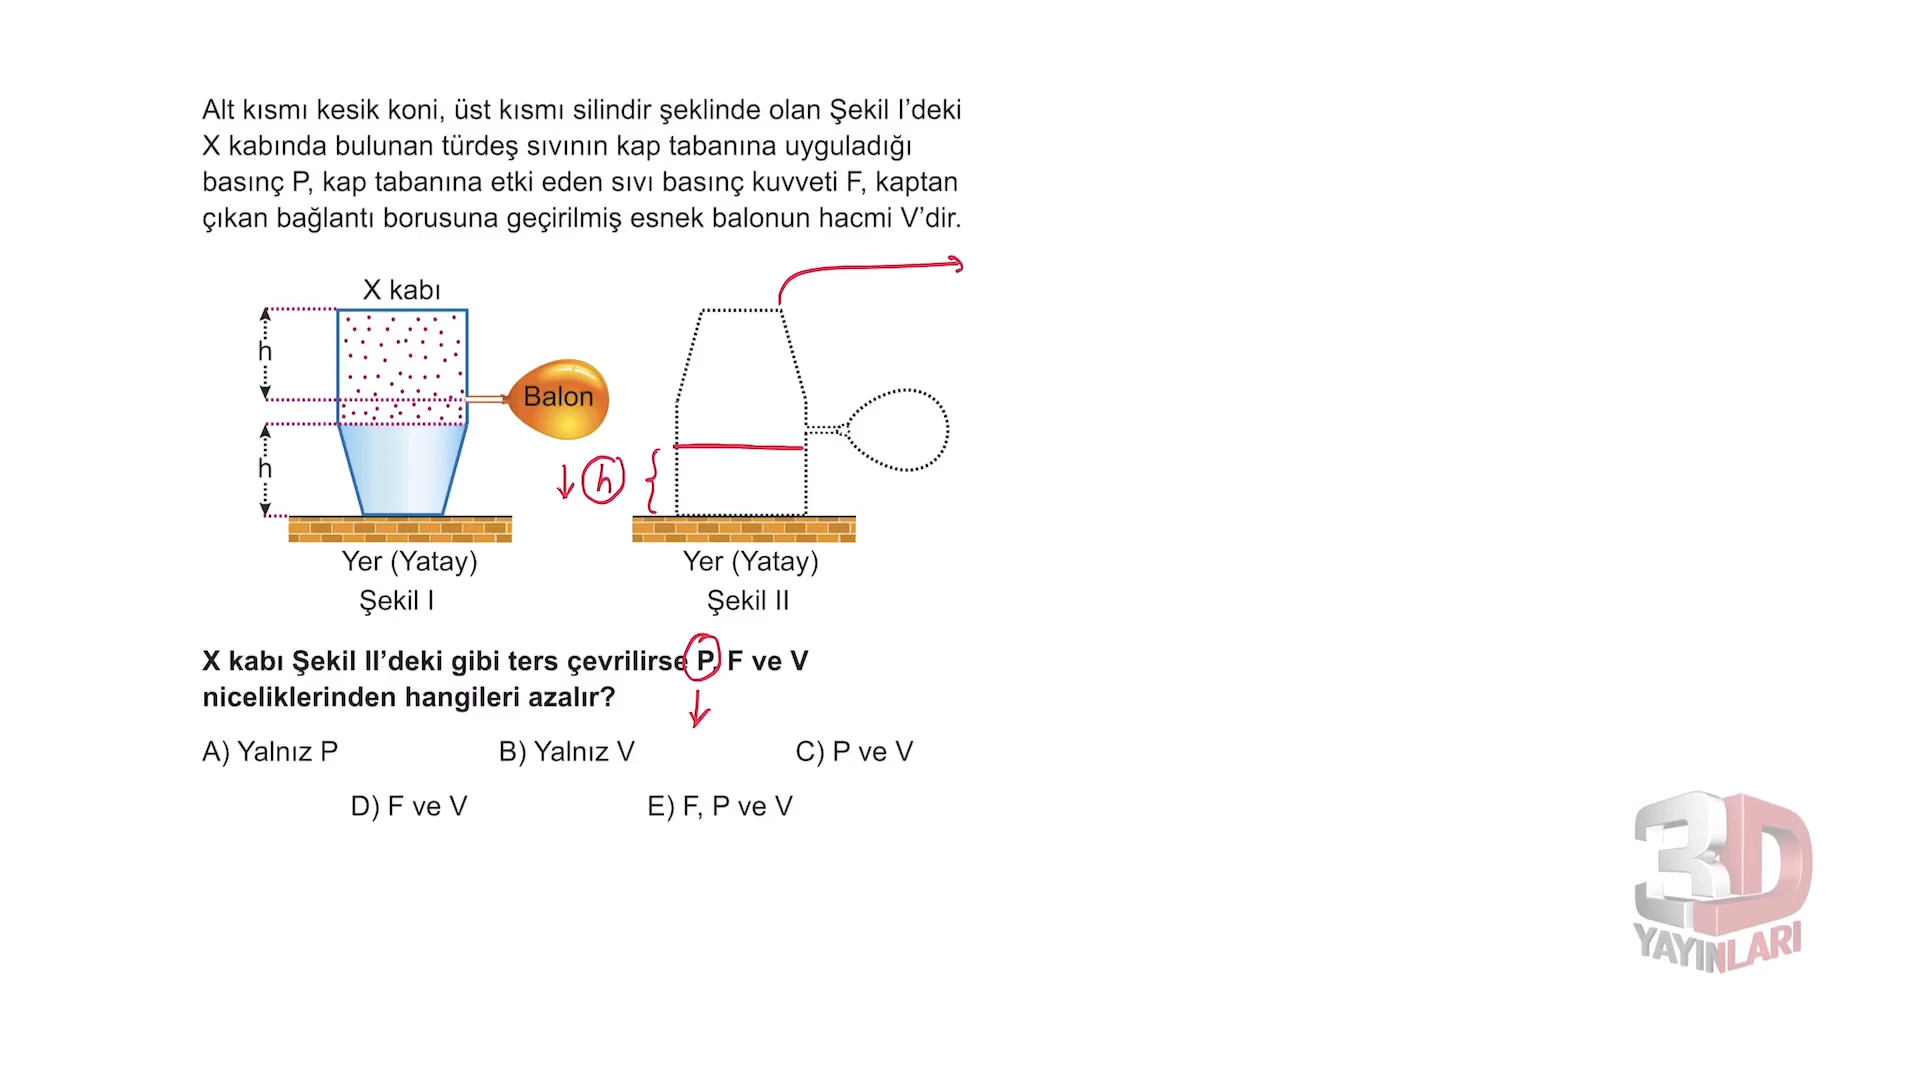 Alt kısmı kesik koni, üst kısmı silindir şeklinde olan Şekil I’deki
X kabında bulunan türdeş sıvının kap tabanına uyguladığı
basınç P, kap tabanına etki eden sıvı basınç kuvveti F, kaptan
çıkan bağlantı borusuna geçirilmiş esnek balonun hacmi V’dir.
X kabı
h
Balon
h
h
Yer (Yatay)
Yer (Yatay)
Şekil I
Şekil II
X kabı Şekil II’deki gibi ters çevrilirse P, F ve V
niceliklerinden hangileri azalır?
A) Yalnız P
B) Yalnız V
C) P ve V
D) F ve V
E) F, P ve V
3D
YAYINLARI